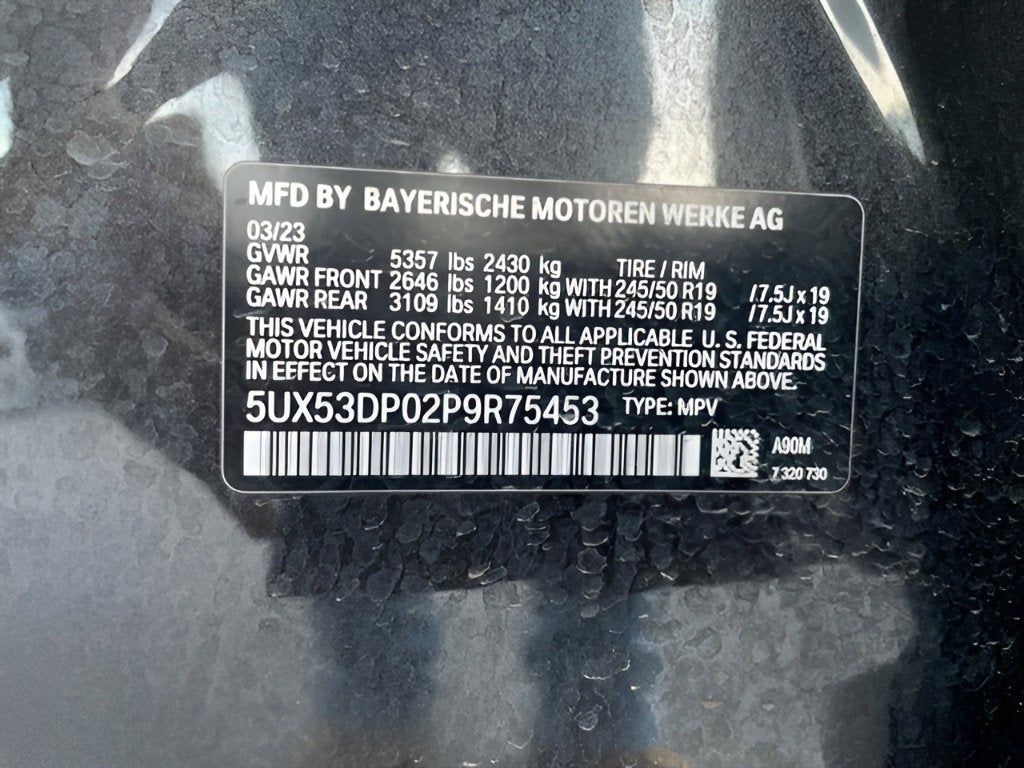 MFD BY BAYERISCHE MOTOREN WERKE AG
03/23
GVWR 5357 lbs 2430 kg TIRE / RIM
GAWR FRONT 2646 lbs 1200 kg WITH 245/50 R19 /7.5J x 19
GAWR REAR 3109 lbs 1410 kg WITH 245/50 R19 /7.5J x 19
THIS VEHICLE CONFORMS TO ALL APPLICABLE U. S. FEDERAL
MOTOR VEHICLE SAFETY AND THEFT PREVENTION STANDARDS
IN EFFECT ON THE DATE OF MANUFACTURE SHOWN ABOVE.
5UX53DP02P9R75453 TYPE: MPV
A90M
7 320 730